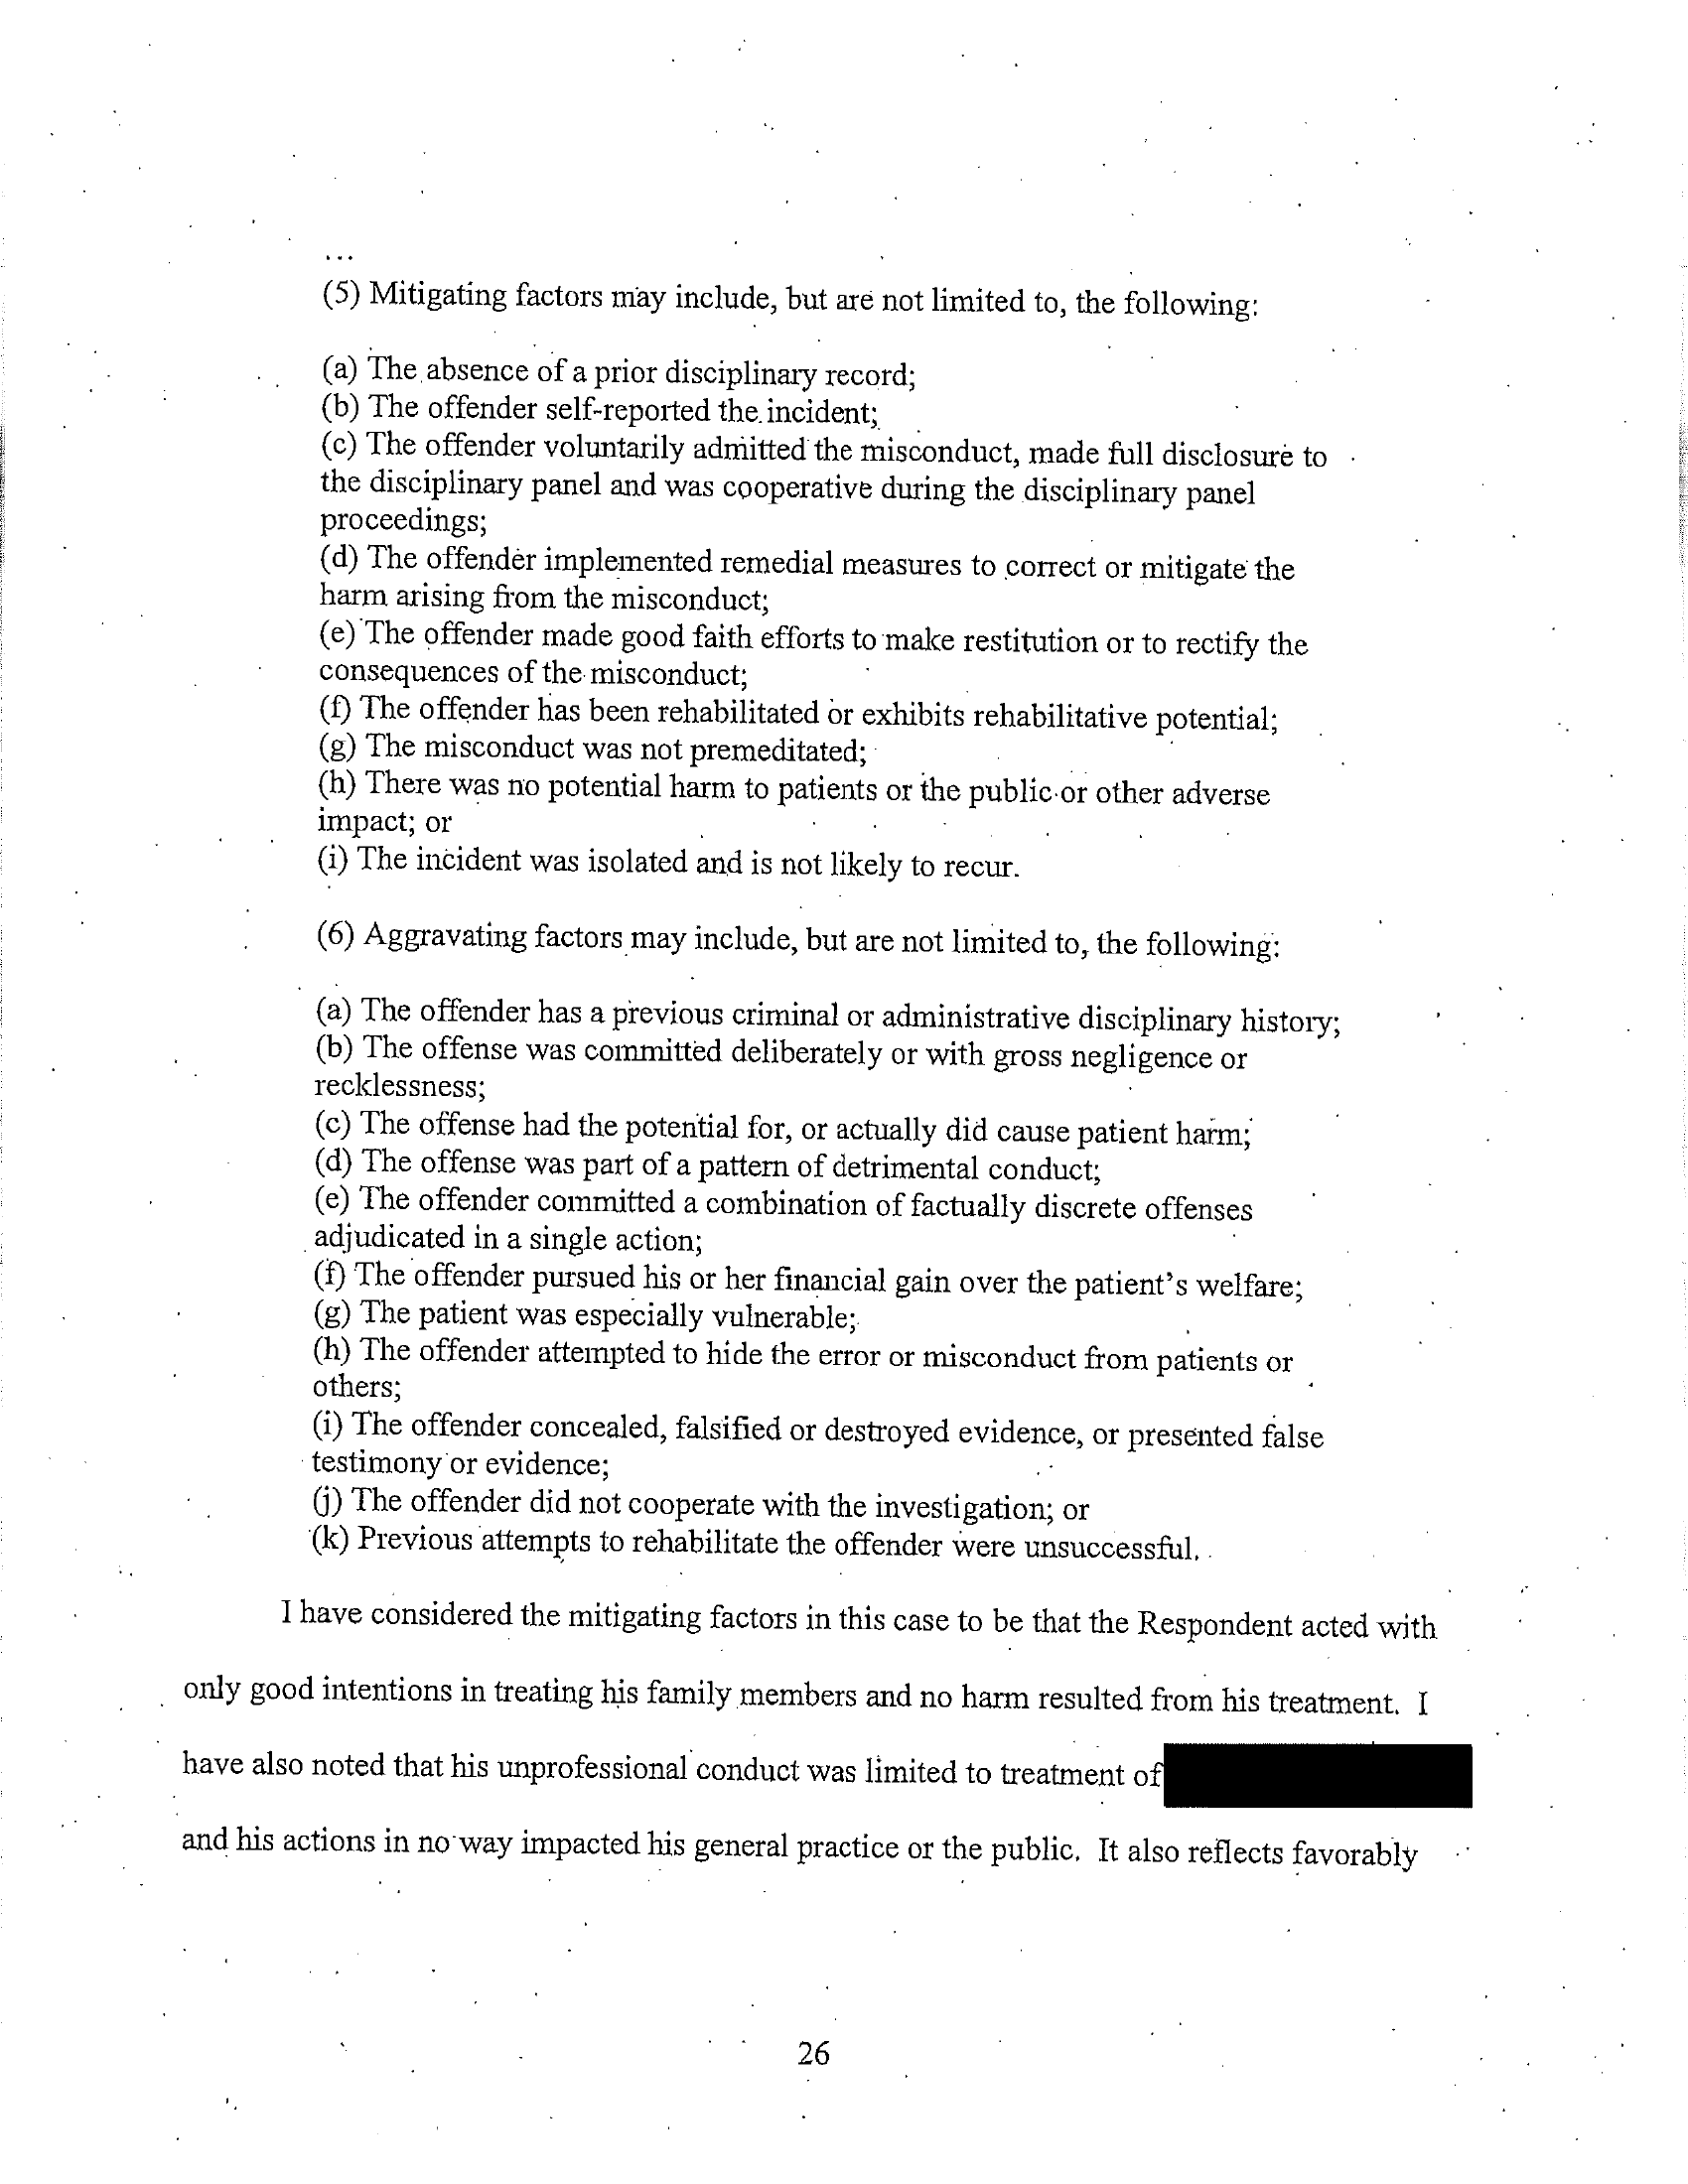 ...
(5) Mitigating factors may include, but are not limited to, the following:
(a) The absence of a prior disciplinary record;
(b) The offender self-reported the incident;
(c) The offender voluntarily admitted the misconduct, made full disclosure to
the disciplinary panel and was cooperative during the disciplinary panel
proceedings;
(d) The offender implemented remedial measures to correct or mitigate the
harm arising from the misconduct;
(e) The offender made good faith efforts to make restitution or to rectify the
consequences of the misconduct;
(f) The offender has been rehabilitated or exhibits rehabilitative potential;
(g) The misconduct was not premeditated;
(h) There was no potential harm to patients or the public or other adverse
impact; or
(i) The incident was isolated and is not likely to recur.
(6) Aggravating factors may include, but are not limited to, the following:
(a) The offender has a previous criminal or administrative disciplinary history;
(b) The offense was committed deliberately or with gross negligence or
recklessness;
(c) The offense had the potential for, or actually did cause patient harm;
(d) The offense was part of a pattern of detrimental conduct;
(e) The offender committed a combination of factually discrete offenses
adjudicated in a single action;
(f) The offender pursued his or her financial gain over the patient's welfare;
(g) The patient was especially vulnerable;
(h) The offender attempted to hide the error or misconduct from patients or
others;
(i) The offender concealed, falsified or destroyed evidence, or presented false
testimony or evidence;
(j) The offender did not cooperate with the investigation; or
(k) Previous attempts to rehabilitate the offender were unsuccessful.
I have considered the mitigating factors in this case to be that the Respondent acted with
only good intentions in treating his family members and no harm resulted from his treatment. I
have also noted that his unprofessional conduct was limited to treatment of
and his actions in no way impacted his general practice or the public. It also reflects favorably
26